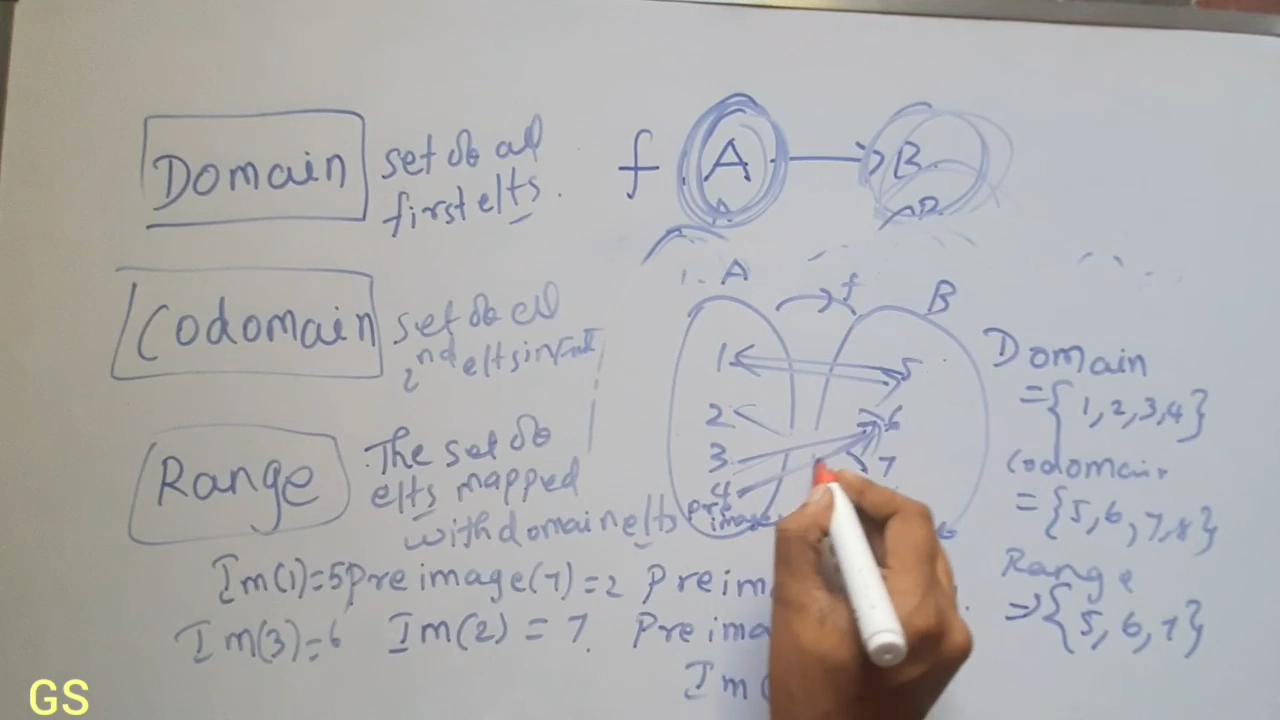 Domain set of all
first elts.
f A → B
Codomain set of all
2nd elts in
Range The set of
elts mapped
with domain elts
A f B
1 5
2 6
3 7
4
pre
image
Domain
= {1,2,3,4}
Codomain
= {5,6,7,8}
Range
⇒ {5,6,7}
Im(1)=5 Preimage(7)=2
Im(3)=6 Im(2)=7.
GS